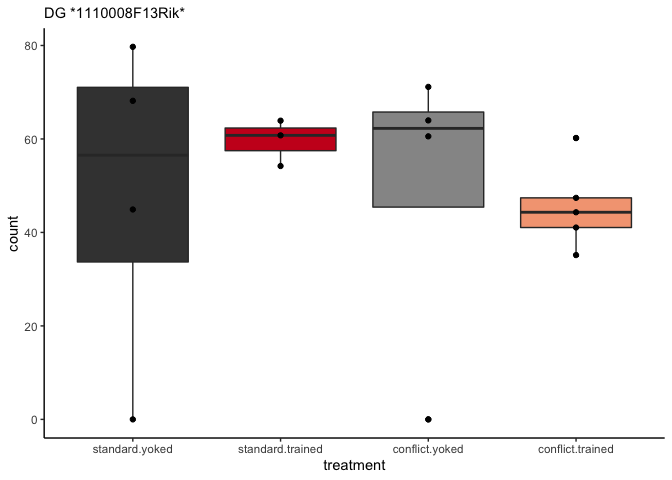 DG *1110008F13Rik*
80
60
40
20
0
count
standard.yoked standard.trained conflict.yoked conflict.trained
treatment